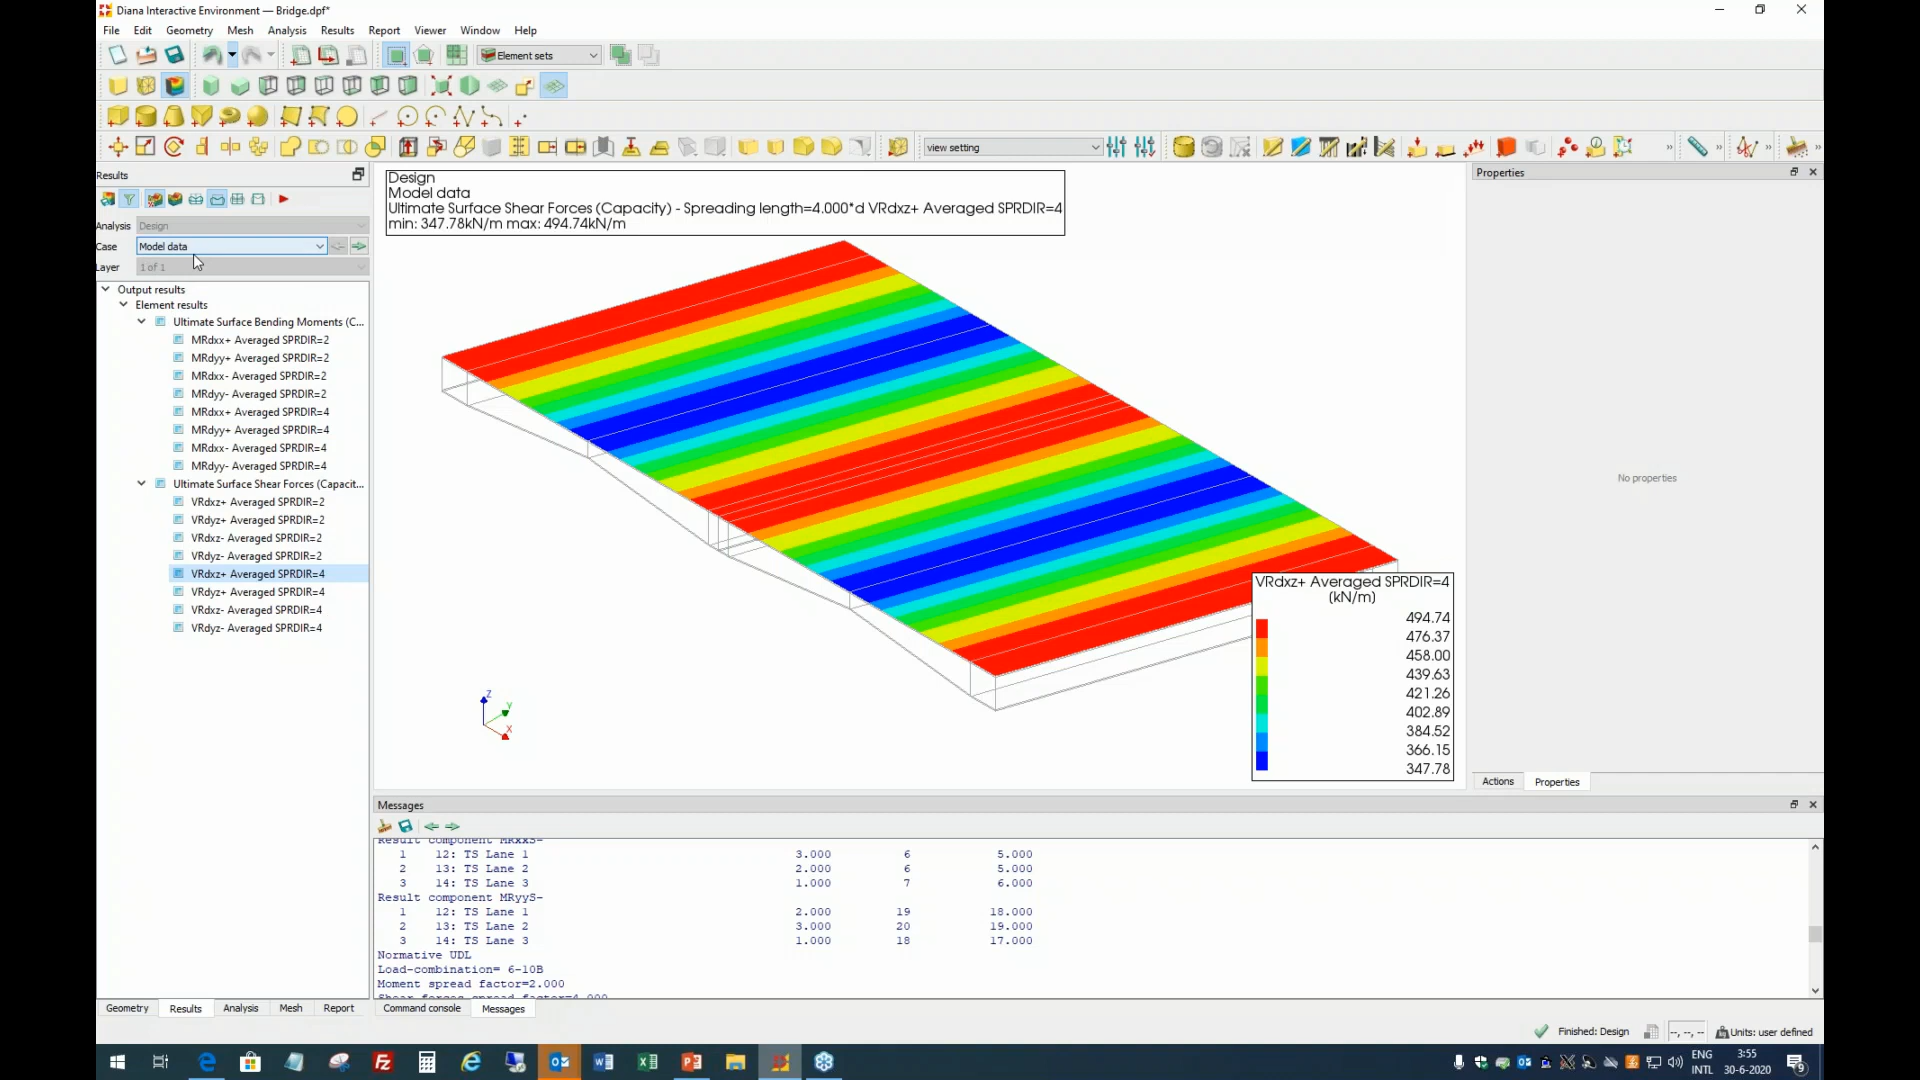 Diana Interactive Environment — Bridge.dpf*
File Edit Geometry Mesh Analysis Results Report Viewer Window Help
Element sets
view setting
Results
Properties
Analysis Design
Case Model data
Layer 1 of 1
Output results
Element results
Ultimate Surface Bending Moments (C...
MRdxx+ Averaged SPRDIR=2
MRdyy+ Averaged SPRDIR=2
MRdxx- Averaged SPRDIR=2
MRdyy- Averaged SPRDIR=2
MRdxx+ Averaged SPRDIR=4
MRdyy+ Averaged SPRDIR=4
MRdxx- Averaged SPRDIR=4
MRdyy- Averaged SPRDIR=4
Ultimate Surface Shear Forces (Capacit...
VRdxz+ Averaged SPRDIR=2
VRdyz+ Averaged SPRDIR=2
VRdxz- Averaged SPRDIR=2
VRdyz- Averaged SPRDIR=2
VRdxz+ Averaged SPRDIR=4
VRdyz+ Averaged SPRDIR=4
VRdxz- Averaged SPRDIR=4
VRdyz- Averaged SPRDIR=4
Design
Model data
Ultimate Surface Shear Forces (Capacity) - Spreading length=4.000*d VRdxz+ Averaged SPRDIR=4
min: 347.78kN/m max: 494.74kN/m
Z
Y
X
VRdxz+ Averaged SPRDIR=4
(kN/m)
494.74
476.37
458.00
439.63
421.26
402.89
384.52
366.15
347.78
No properties
Actions Properties
Messages
Result component MRxxS-
1 12: TS Lane 1 3.000 6 5.000
2 13: TS Lane 2 2.000 6 5.000
3 14: TS Lane 3 1.000 7 6.000
Result component MRyyS-
1 12: TS Lane 1 2.000 19 18.000
2 13: TS Lane 2 3.000 20 19.000
3 14: TS Lane 3 1.000 18 17.000
Normative UDL
Load-combination= 6-10B
Moment spread factor=2.000
Shear forces spread factor=4.000
Geometry Results Analysis Mesh Report
Command console Messages
Finished: Design
--, --, --
Units: user defined
ENG
INTL
3:55
30-6-2020